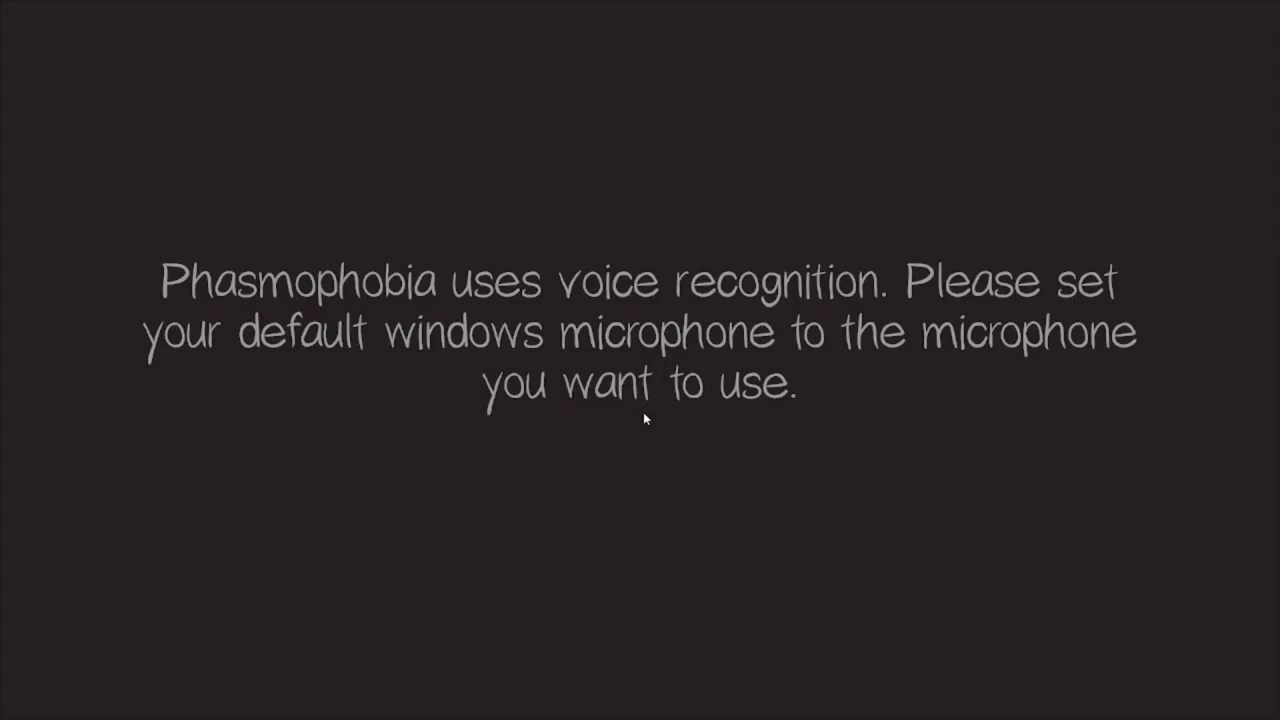 Phasmophobia uses voice recognition. Please set
your default windows microphone to the microphone
you want to use.